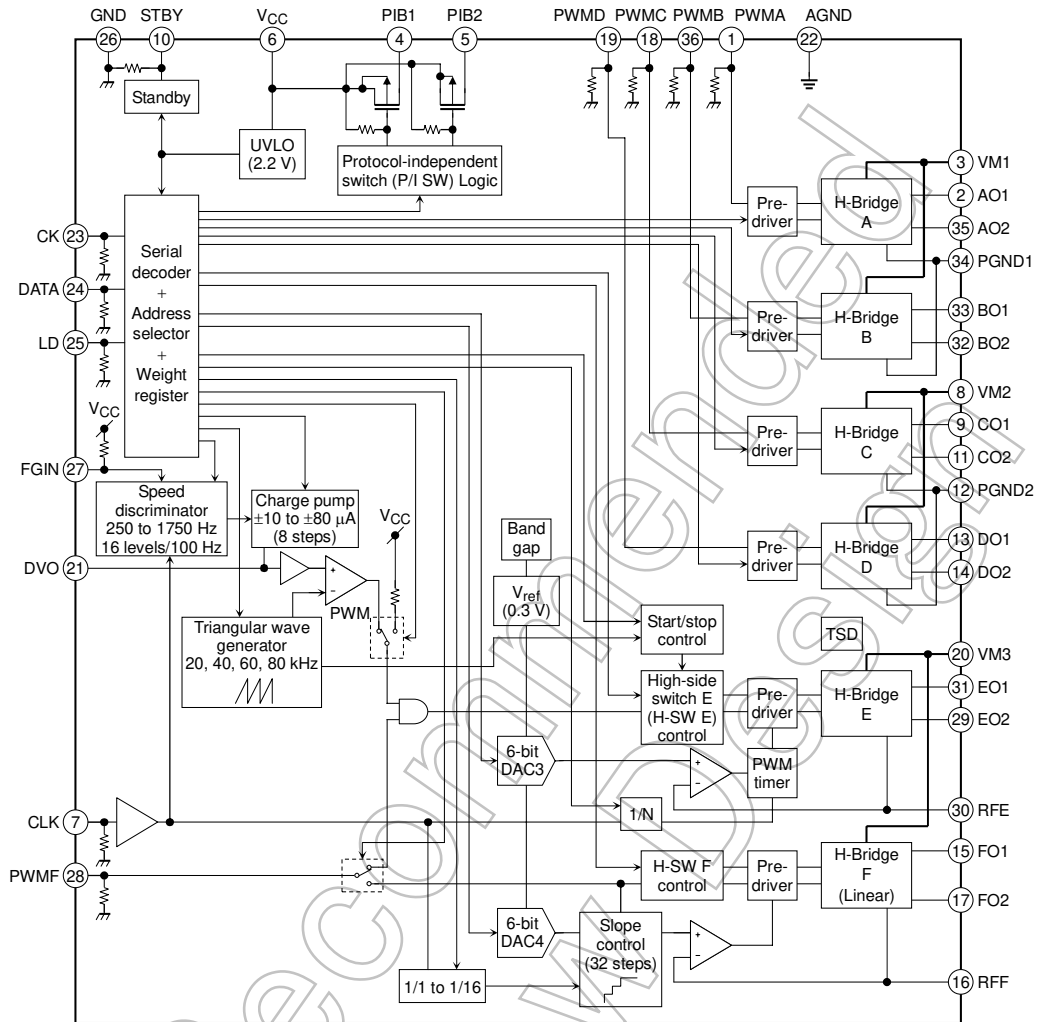 GND STBY VCC PIB1 PIB2 PWMD PWMC PWMB PWMA AGND
26 10 6 4 5 19 18 36 1 22
Standby
UVLO
(2.2 V)
Protocol-independent
switch (P/I SW) Logic
CK 23
DATA 24
LD 25
Serial
decoder
+
Address
selector
+
Weight
register
VCC
FGIN 27
Speed
discriminator
250 to 1750 Hz
16 levels/100 Hz
Charge pump
±10 to ±80 μA
(8 steps)
VCC
DVO 21
+
−
PWM
Triangular wave
generator
20, 40, 60, 80 kHz
Band
gap
Vref
(0.3 V)
Start/stop
control
High-side
switch E
(H-SW E)
control
6-bit
DAC3
+
−
PWM
timer
1/N
CLK 7
PWMF 28
H-SW F
control
6-bit
DAC4
Slope
control
(32 steps)
+
−
1/1 to 1/16
Pre-
driver
H-Bridge
A
3 VM1
2 AO1
35 AO2
34 PGND1
Pre-
driver
H-Bridge
B
33 BO1
32 BO2
Pre-
driver
H-Bridge
C
8 VM2
9 CO1
11 CO2
12 PGND2
Pre-
driver
H-Bridge
D
13 DO1
14 DO2
TSD
Pre-
driver
H-Bridge
E
20 VM3
31 EO1
29 EO2
30 RFE
Pre-
driver
H-Bridge
F
(Linear)
15 FO1
17 FO2
16 RFF
ecommended
w Design